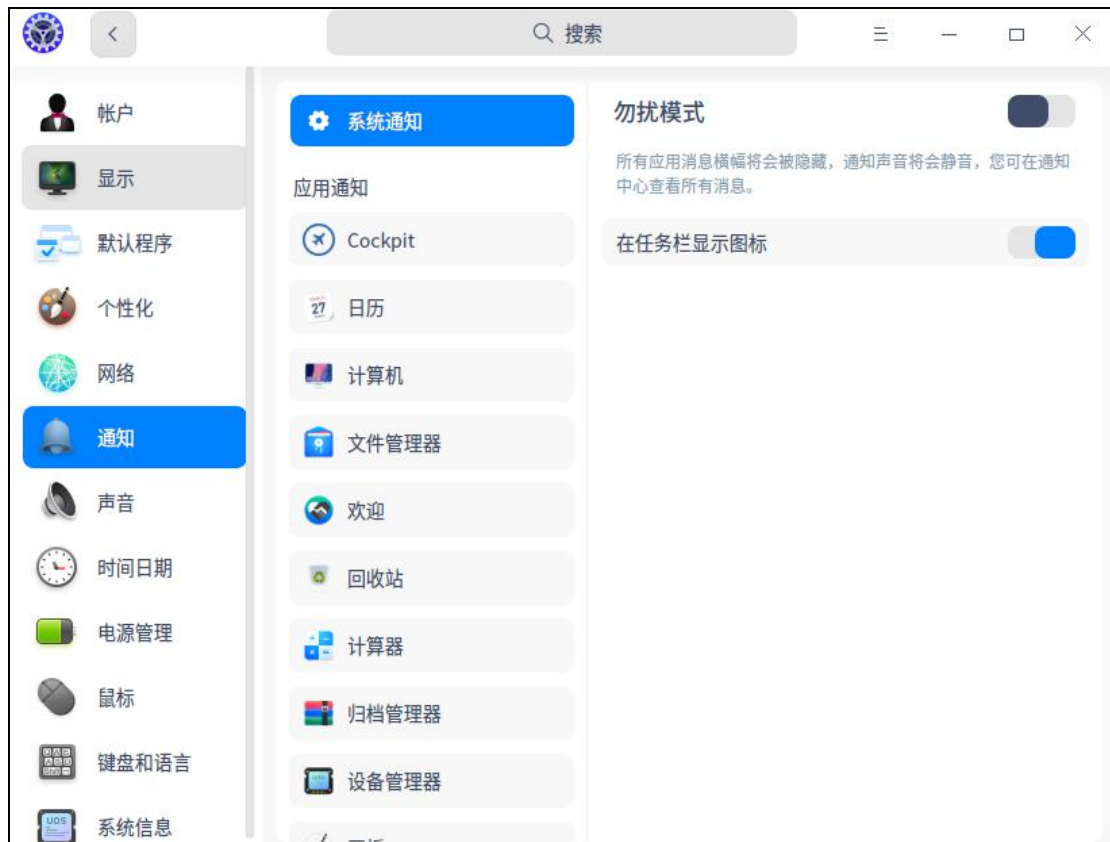 搜索
帐户
显示
默认程序
个性化
网络
通知
声音
时间日期
电源管理
鼠标
键盘和语言
系统信息
系统通知
应用通知
Cockpit
日历
计算机
文件管理器
欢迎
回收站
计算器
归档管理器
设备管理器
勿扰模式
所有应用消息横幅将会被隐藏，通知声音将会静音，您可在通知
中心查看所有消息。
在任务栏显示图标